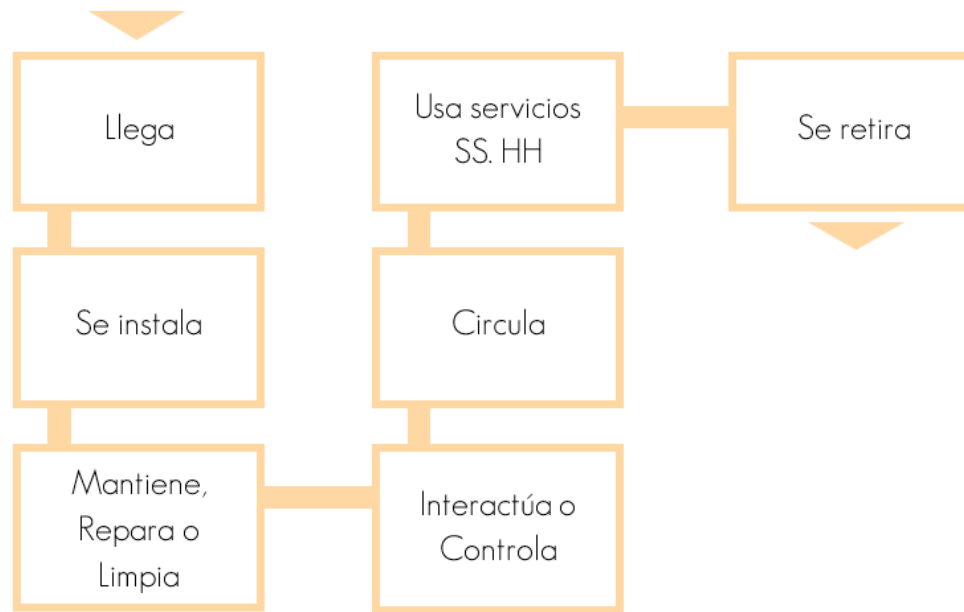 Llega
Se instala
Mantiene,
Repara o
Limpia
Interactúa o
Controla
Circula
Usa servicios
SS. HH
Se retira